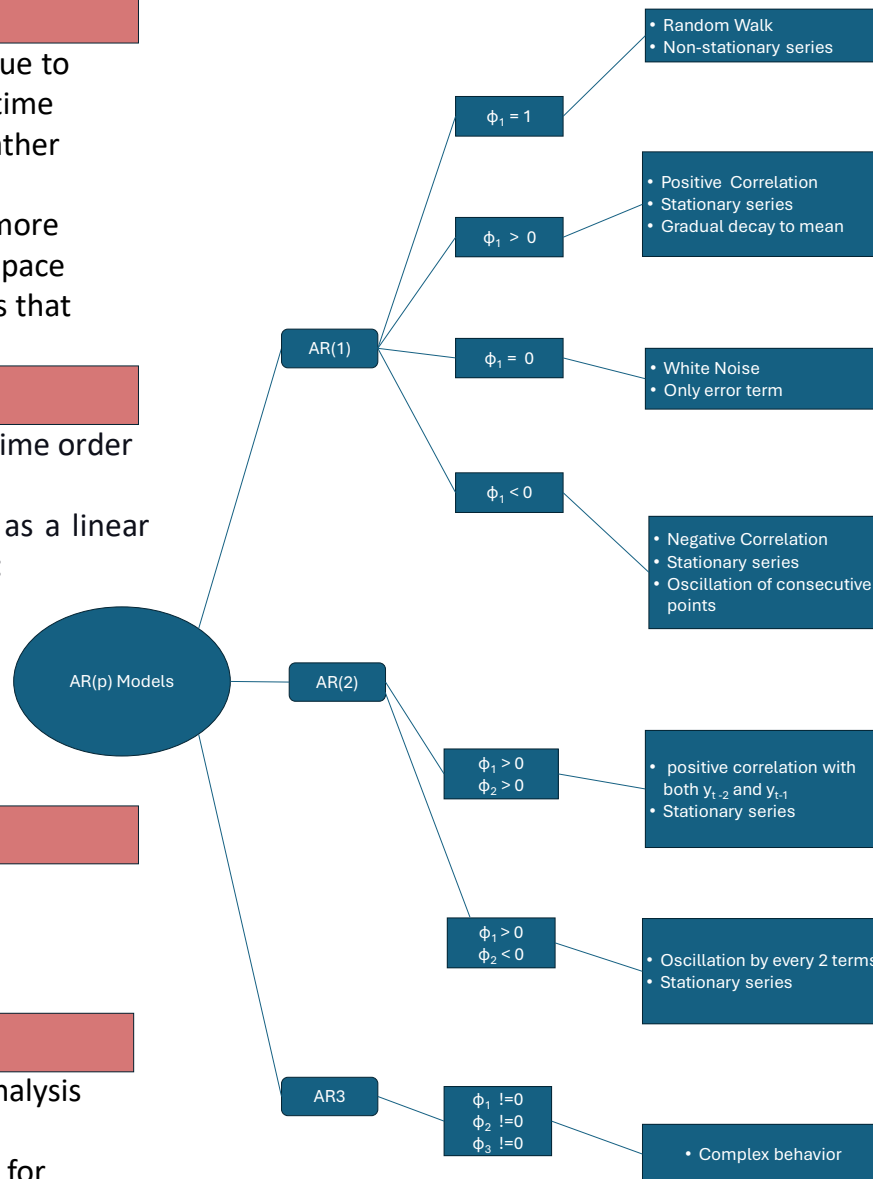 ue to
time
ather
more
pace
s that
ime order
as a linear
nalysis
for
AR(p) Models
AR(1)
ϕ₁ = 1
• Random Walk
• Non-stationary series
ϕ₁ > 0
• Positive Correlation
• Stationary series
• Gradual decay to mean
ϕ₁ = 0
• White Noise
• Only error term
ϕ₁ < 0
• Negative Correlation
• Stationary series
• Oscillation of consecutive
points
AR(2)
ϕ₁ > 0
ϕ₂ > 0
• positive correlation with
both yₜ₋₂ and yₜ₋₁
• Stationary series
ϕ₁ > 0
ϕ₂ < 0
• Oscillation by every 2 terms
• Stationary series
AR3
ϕ₁ !=0
ϕ₂ !=0
ϕ₃ !=0
• Complex behavior